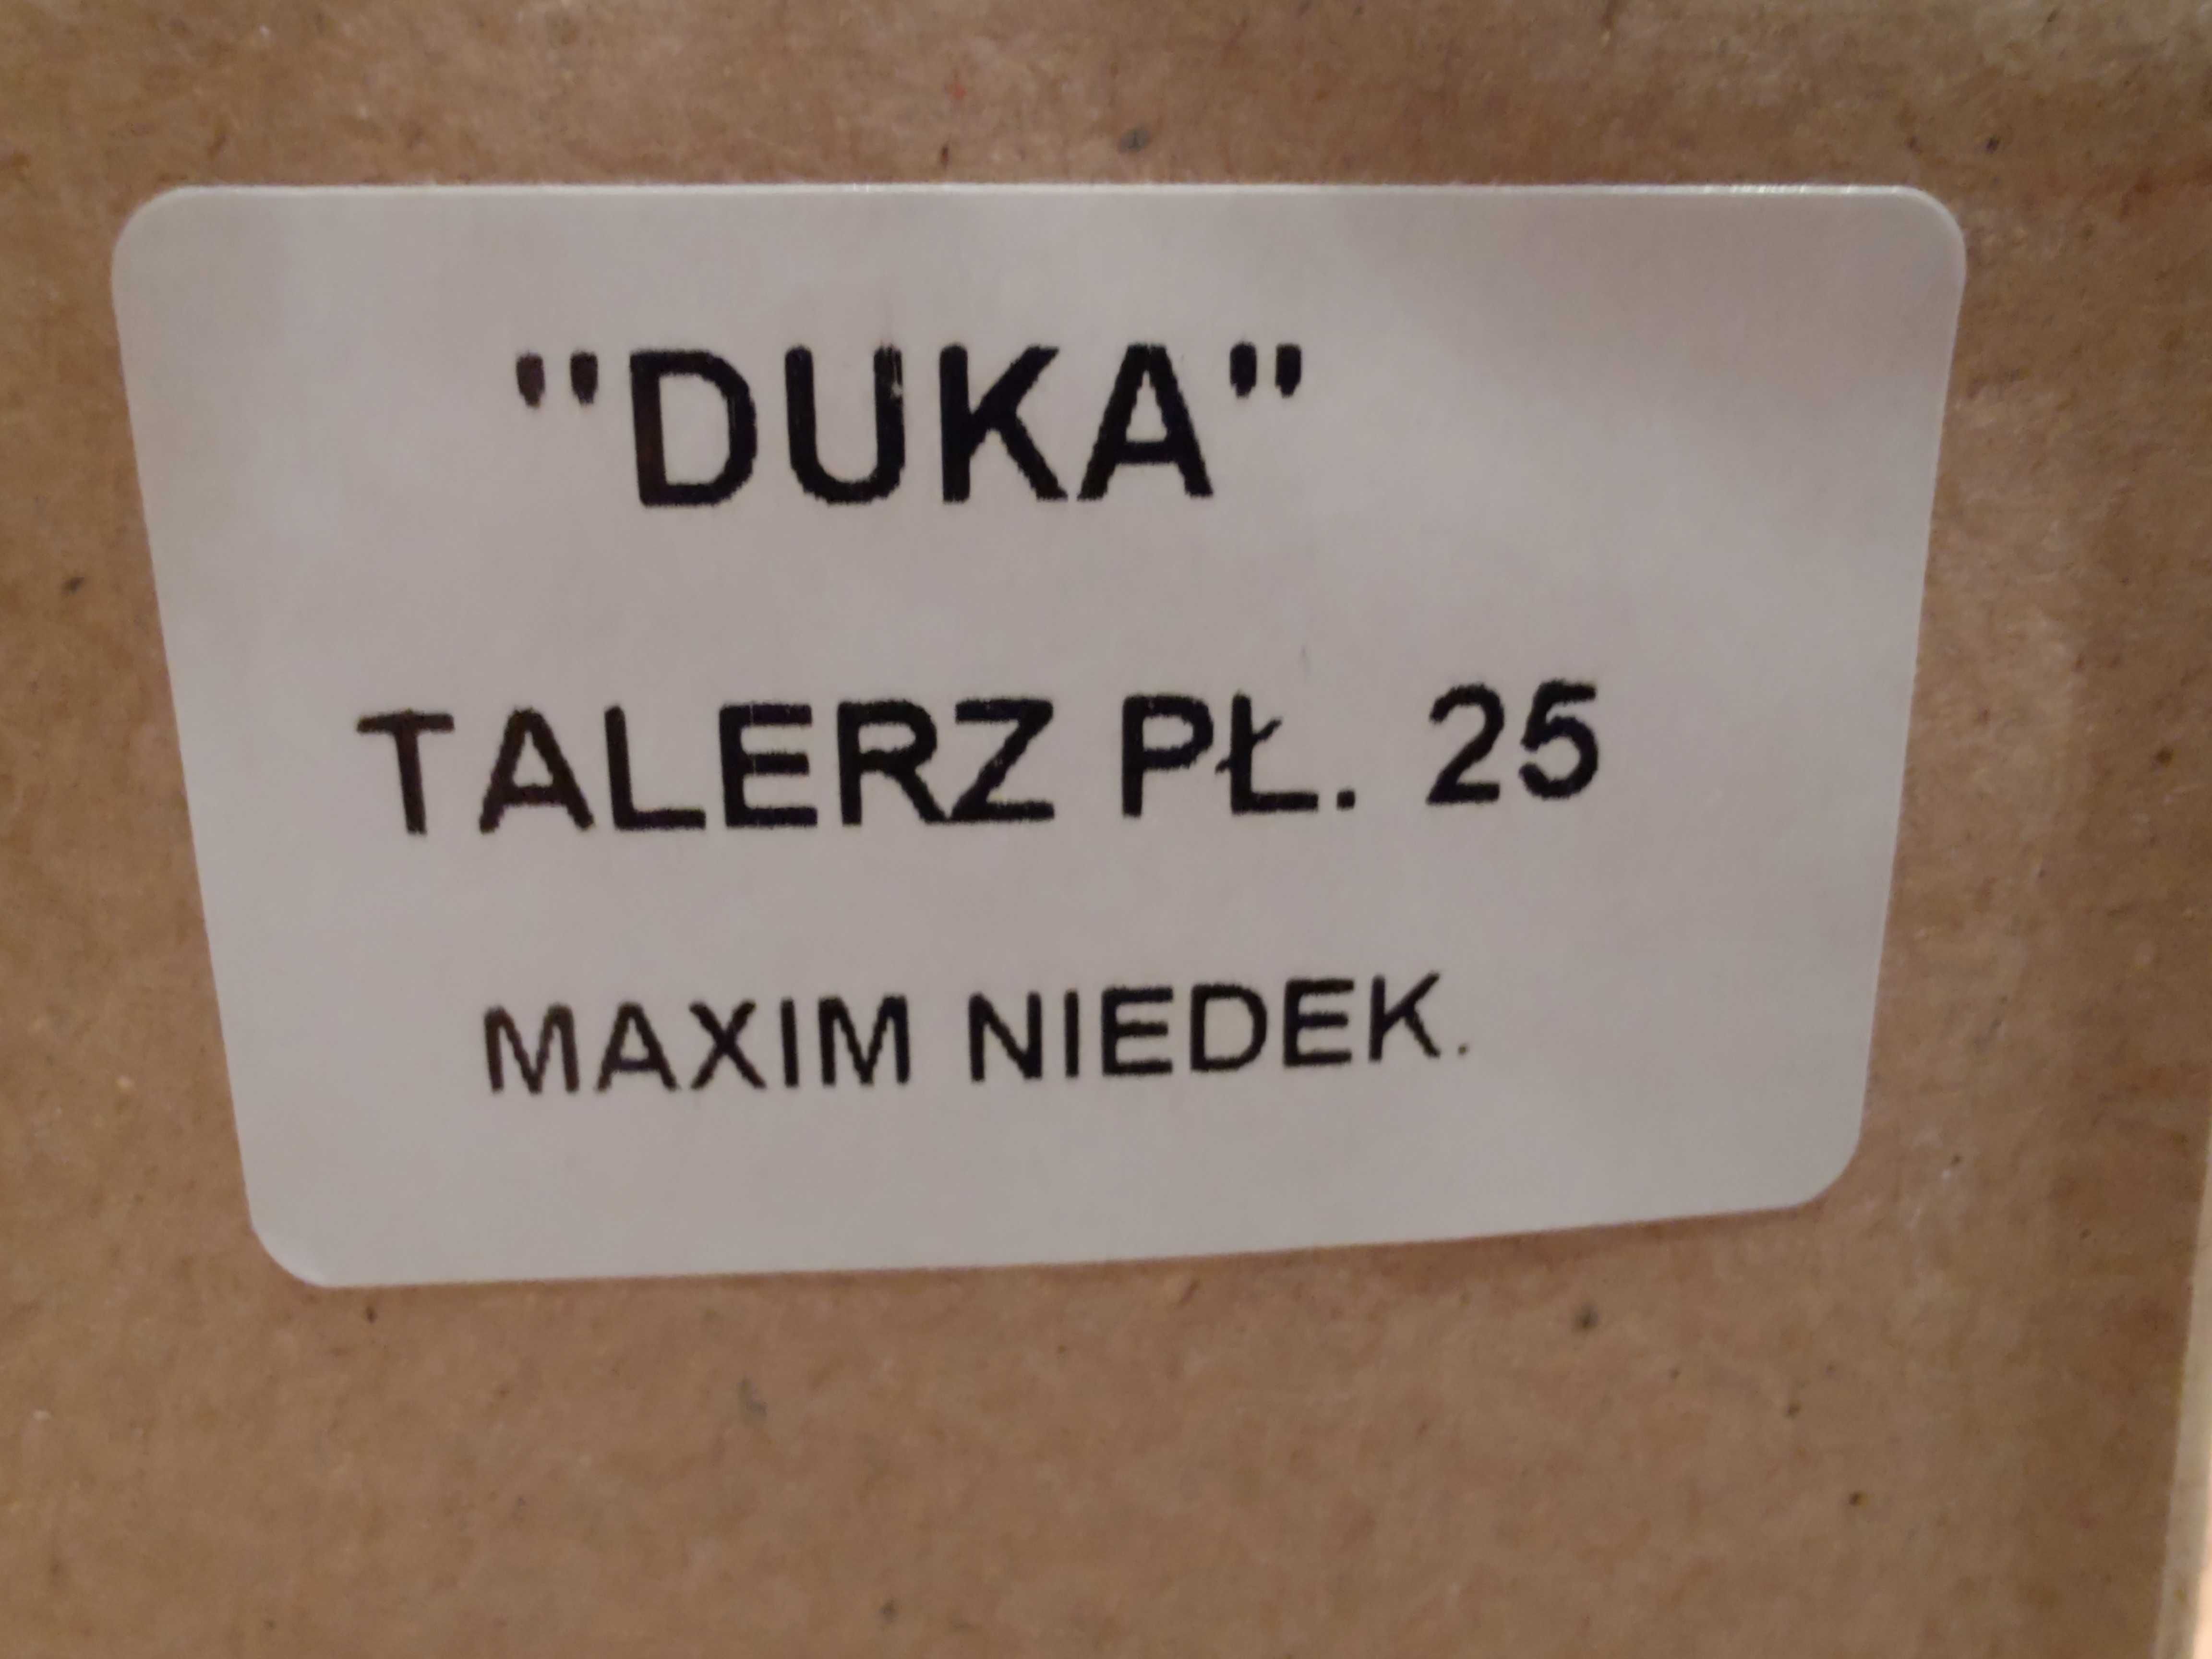 "DUKA"
TALERZ PŁ. 25
MAXIM NIEDEK.